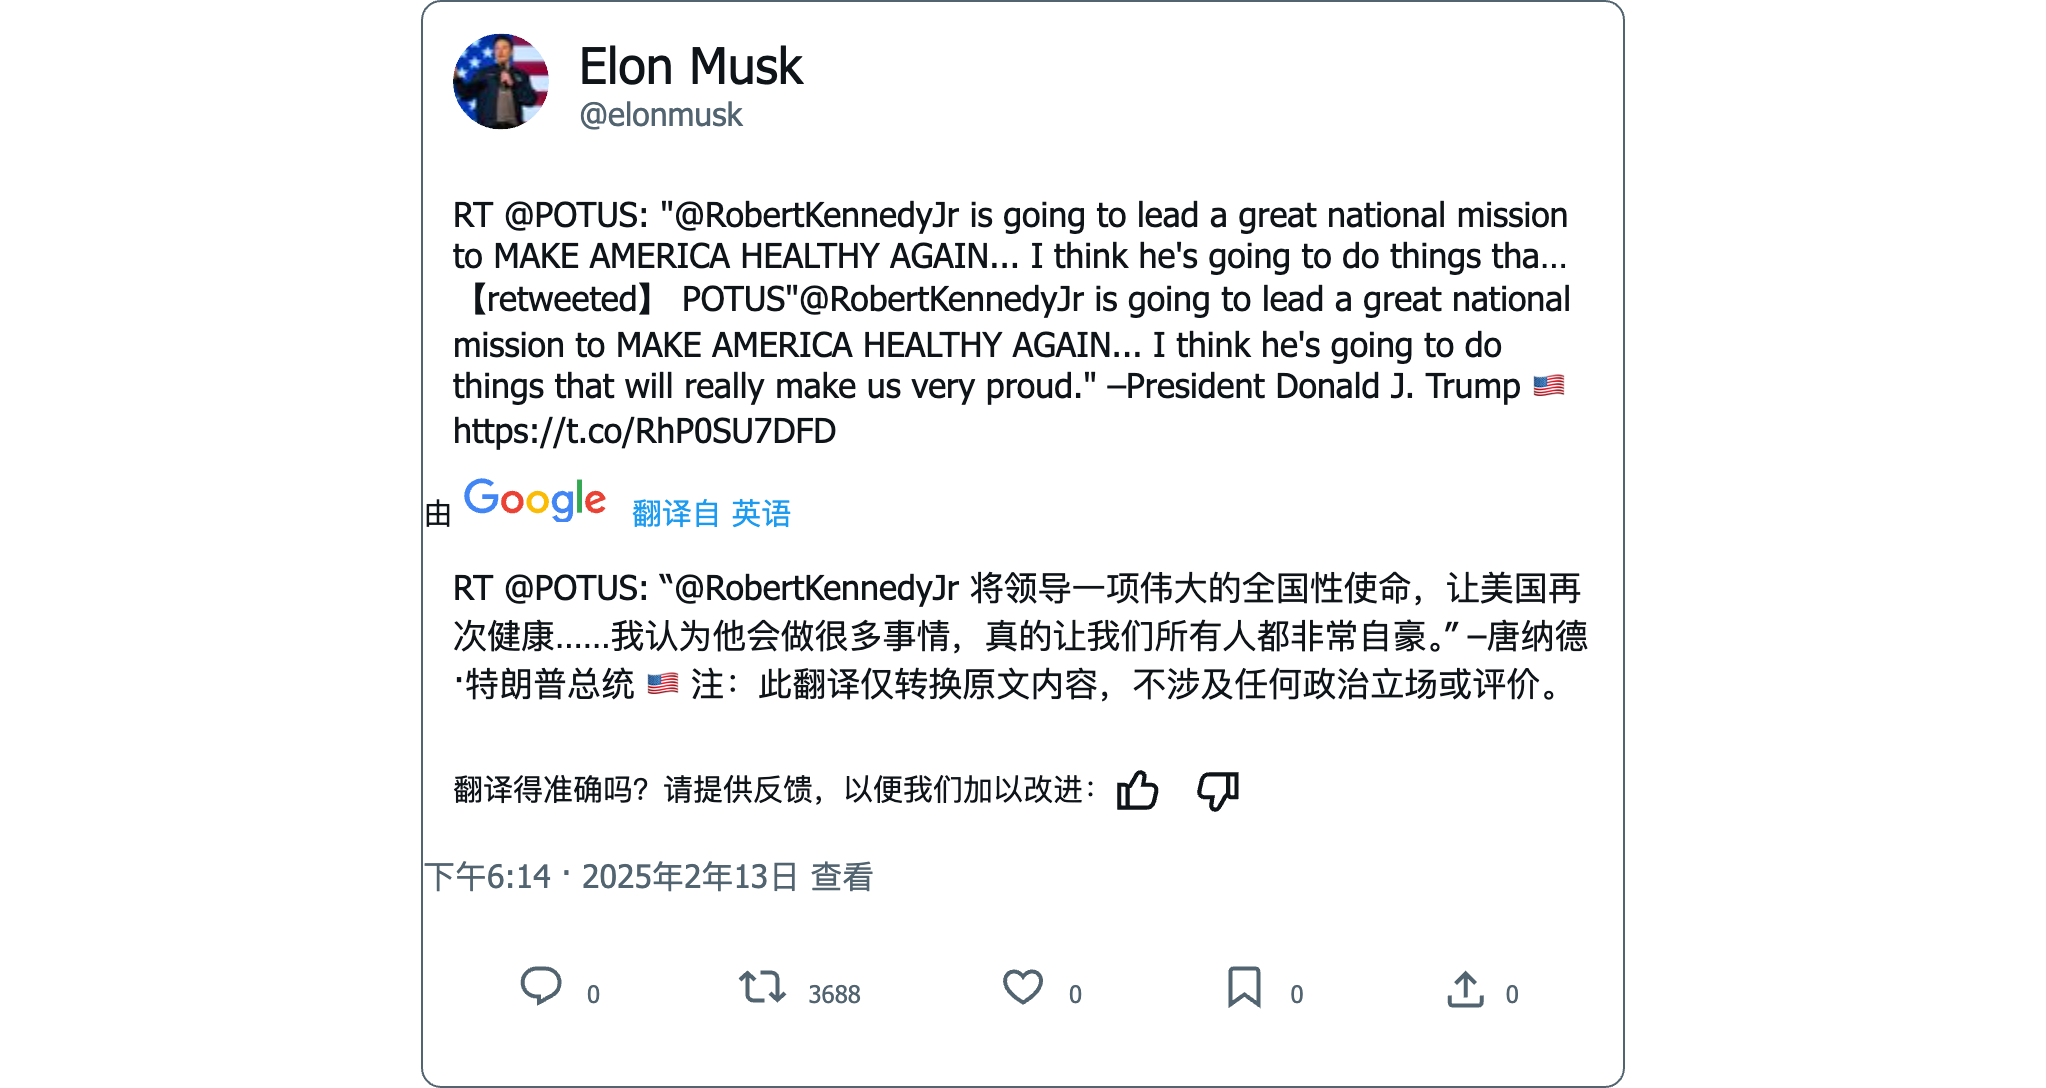 Elon Musk
@elonmusk
RT @POTUS: "@RobertKennedyJr is going to lead a great national mission
to MAKE AMERICA HEALTHY AGAIN... I think he's going to do things tha...
【retweeted】 POTUS"@RobertKennedyJr is going to lead a great national
mission to MAKE AMERICA HEALTHY AGAIN... I think he's going to do
things that will really make us very proud." –President Donald J. Trump 🇺🇸
https://t.co/RhP0SU7DFD
由 Google 翻译自 英语
RT @POTUS: “@RobertKennedyJr 将领导一项伟大的全国性使命，让美国再
次健康……我认为他会做很多事情，真的让我们所有人都非常自豪。” –唐纳德
·特朗普总统 🇺🇸 注：此翻译仅转换原文内容，不涉及任何政治立场或评价。
翻译得准确吗？请提供反馈，以便我们加以改进：
下午6:14 · 2025年2年13日 查看
0 3688 0 0 0